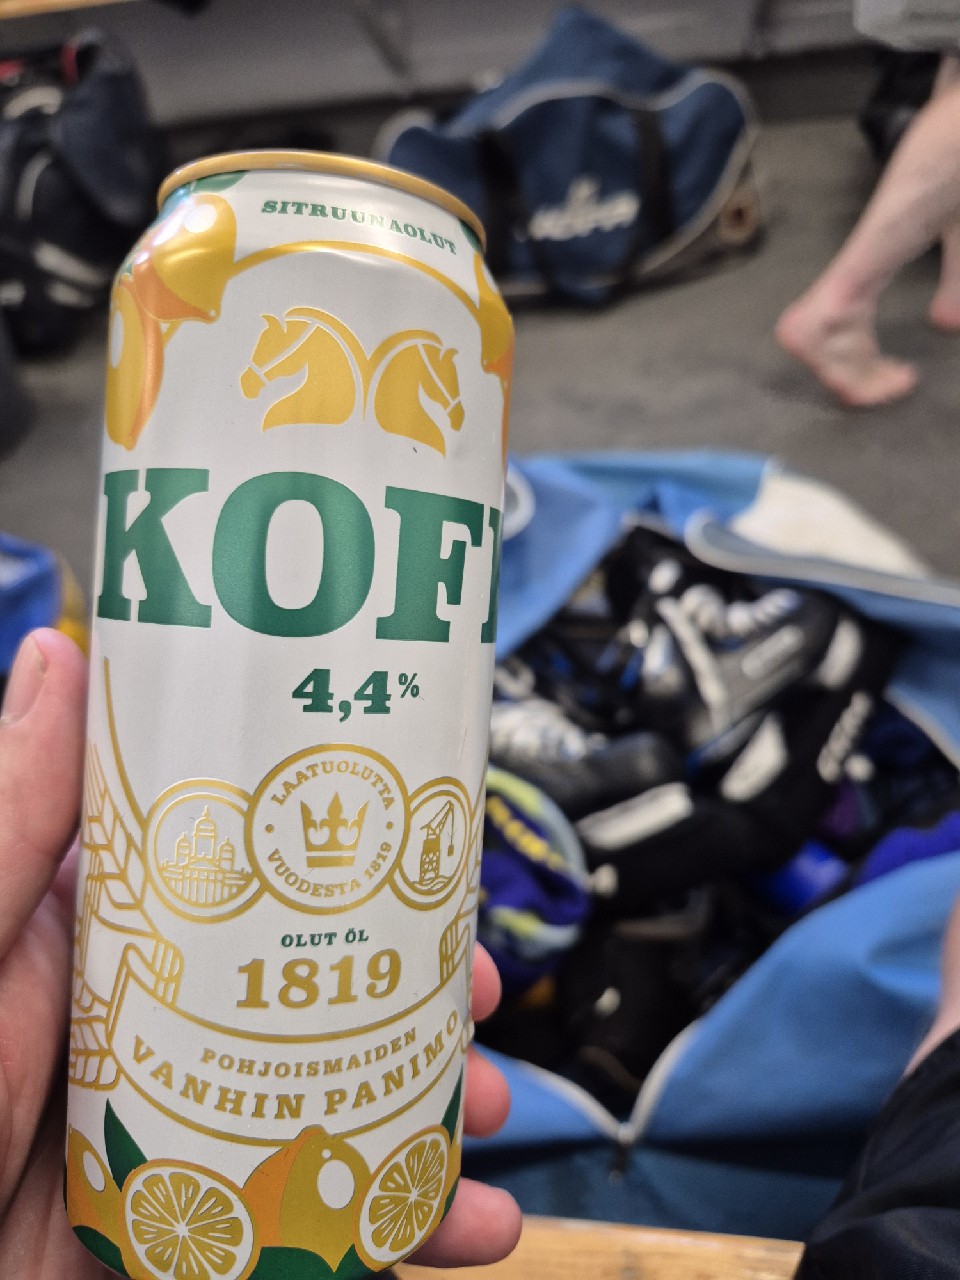 SITRUUNAOLUT
KOF
4,4%
LAATUOLUTTA
VUODESTA 1819
OLUT ÖL
1819
POHJOISMAIDEN
VANHIN PANIMO